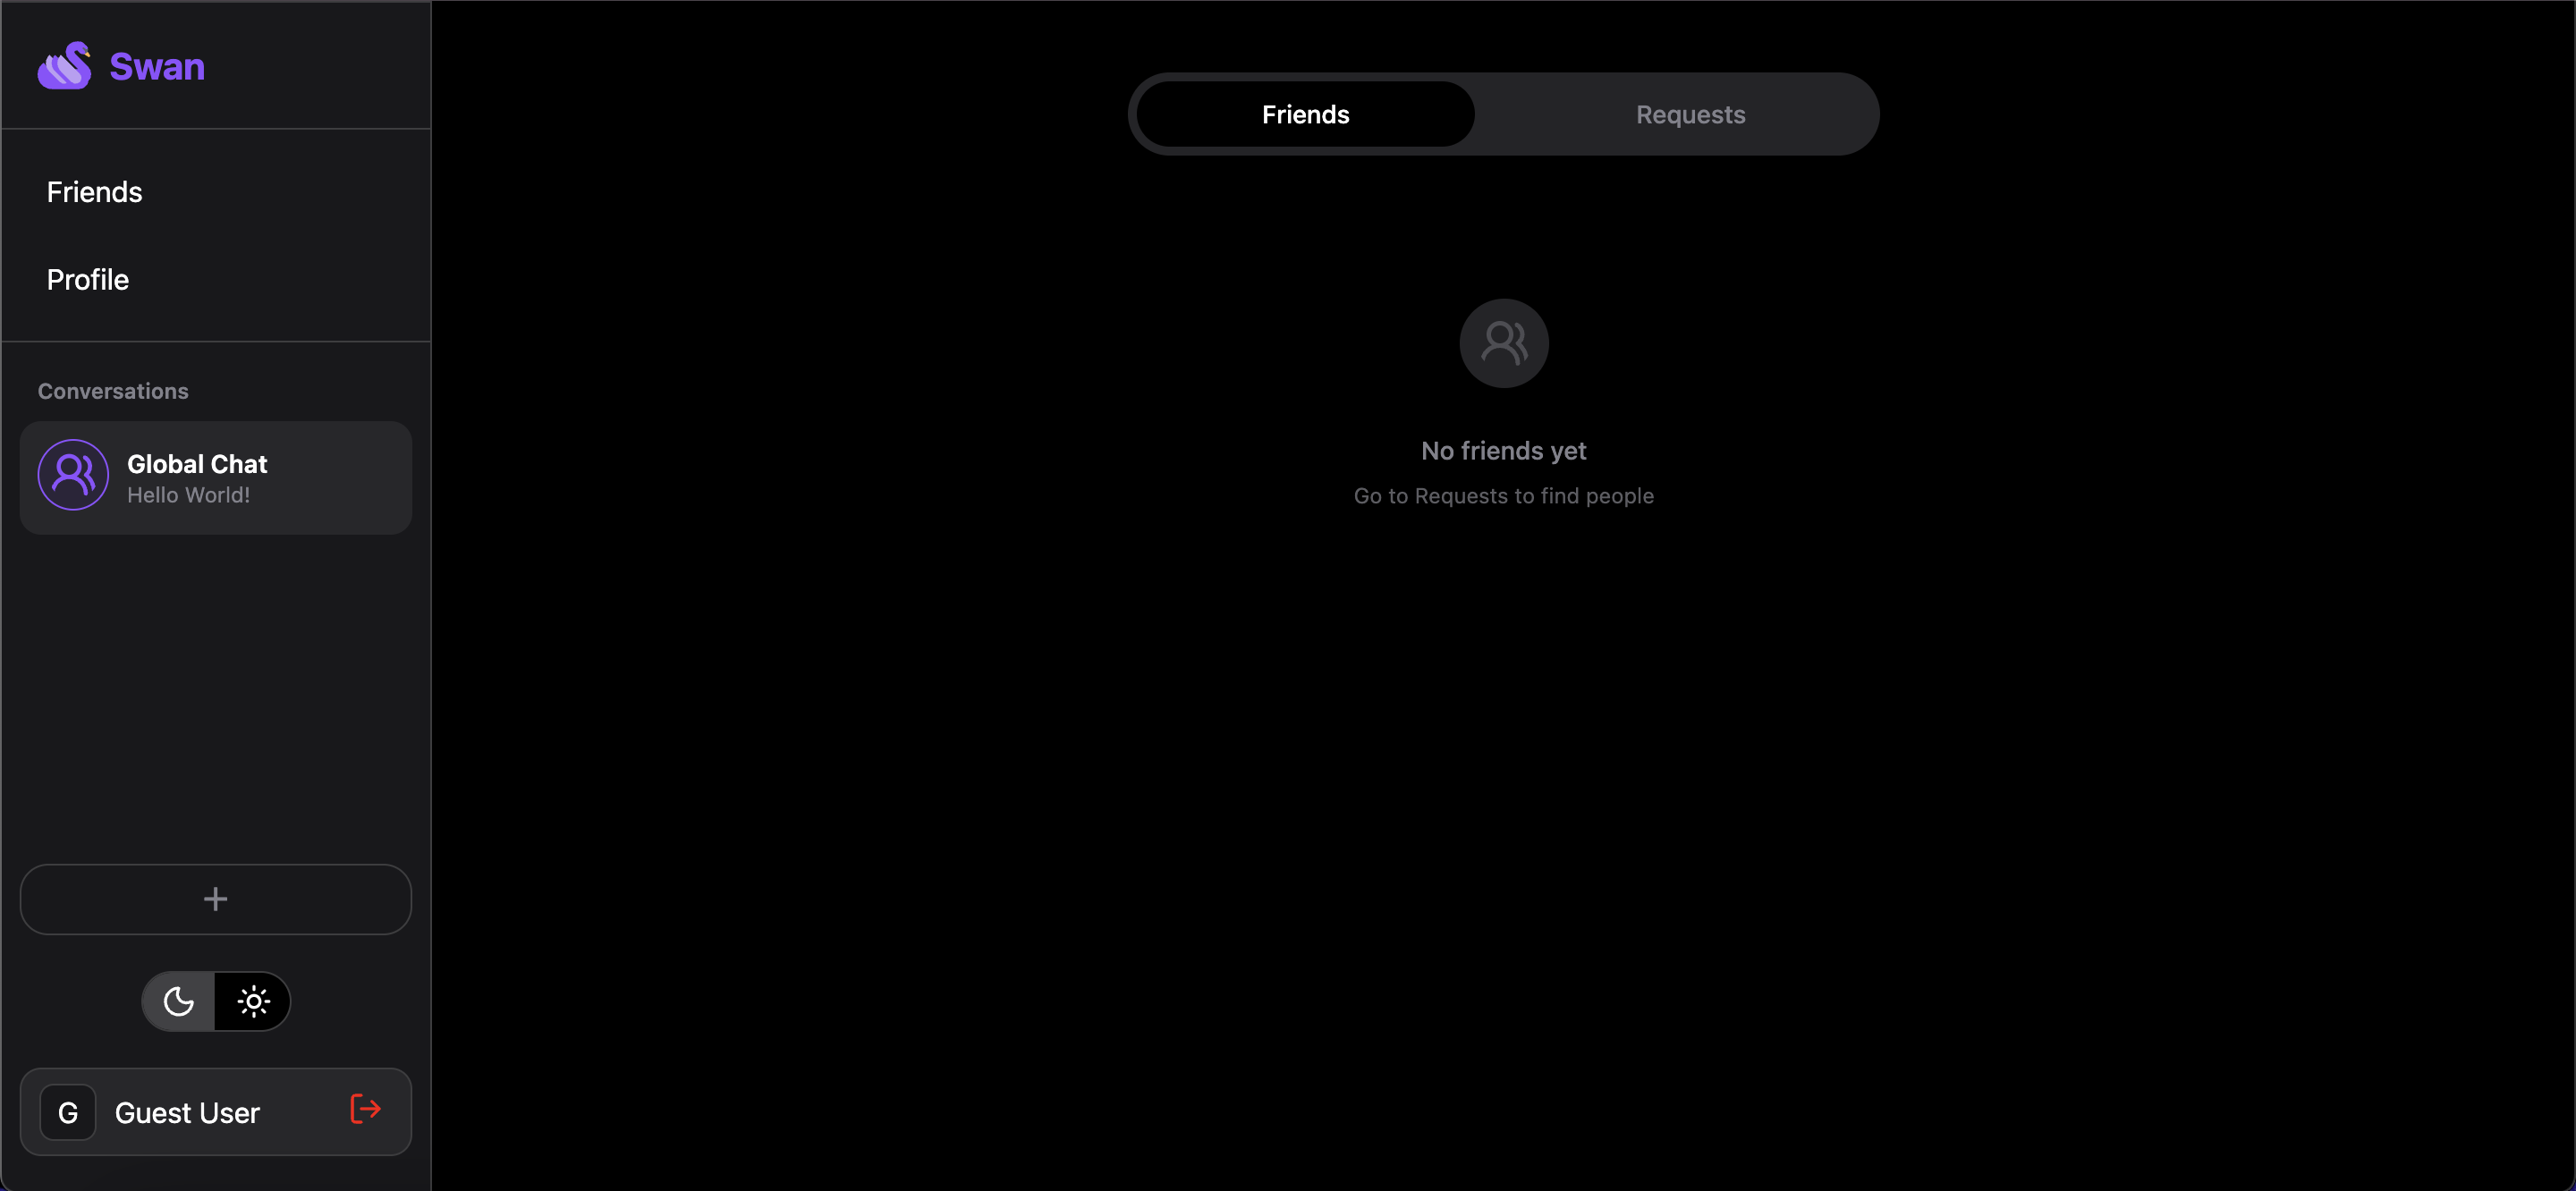 Swan
Friends
Profile
Conversations
Global Chat
Hello World!
G
Guest User
Friends
Requests
No friends yet
Go to Requests to find people